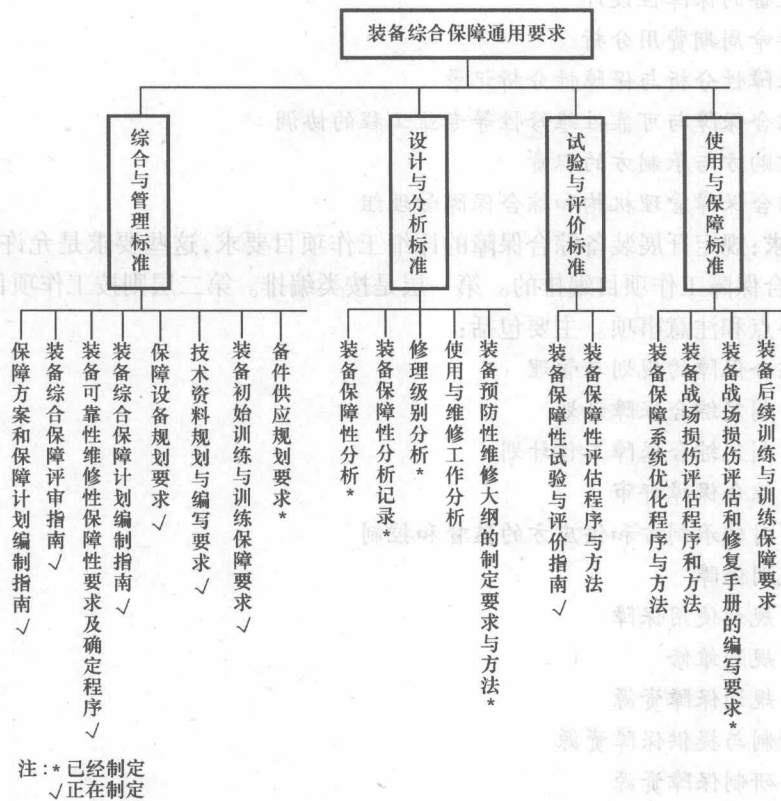 装备综合保障通用要求
综合与管理标准
设计与分析标准
试验与评价标准
使用与保障标准
保障方案和保障计划编制指南√
装备综合保障评审指南√
装备可靠性维修性保障性要求及确定程序√
装备综合保障计划编制指南√
保障设备规划要求√
技术资料规划与编写要求√
装备初始训练与训练保障要求√
备件供应规划要求*
装备保障性分析*
装备保障性分析记录*
修理级别分析*
使用与维修工作分析
装备预防性维修大纲的制定要求与方法*
装备保障性试验与评价指南√
装备保障性评估程序与方法
装备保障系统优化程序与方法
装备战场损伤评估程序和方法
装备战场损伤评估和修复手册的编写要求*
装备后续训练与训练保障要求
注:* 已经制定
√正在制定